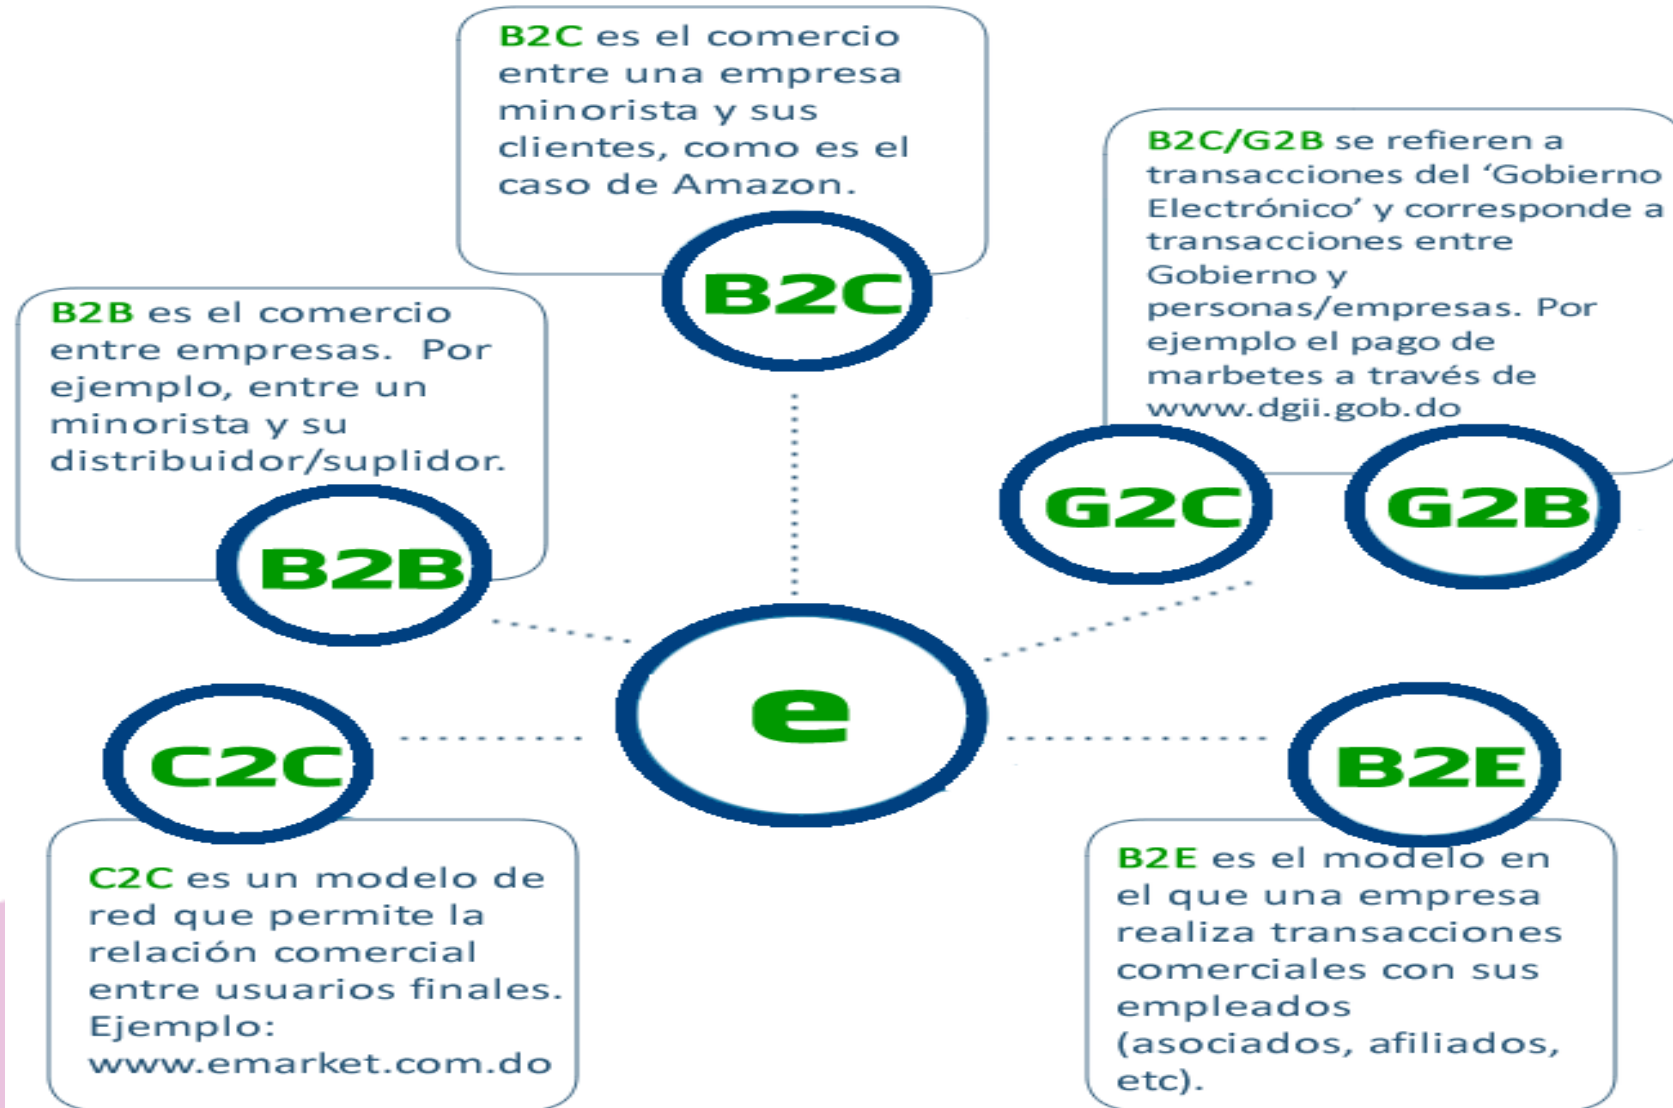 B2C es el comercio
entre una empresa
minorista y sus
clientes, como es el
caso de Amazon.
B2C
B2C/G2B se refieren a
transacciones del ‘Gobierno
Electrónico’ y corresponde a
transacciones entre
Gobierno y
personas/empresas. Por
ejemplo el pago de
marbetes a través de
www.dgii.gob.do
G2C
G2B
B2B es el comercio
entre empresas.  Por
ejemplo, entre un
minorista y su
distribuidor/suplidor.
B2B
e
C2C
C2C es un modelo de
red que permite la
relación comercial
entre usuarios finales.
Ejemplo:
www.emarket.com.do
B2E
B2E es el modelo en
el que una empresa
realiza transacciones
comerciales con sus
empleados
(asociados, afiliados,
etc).